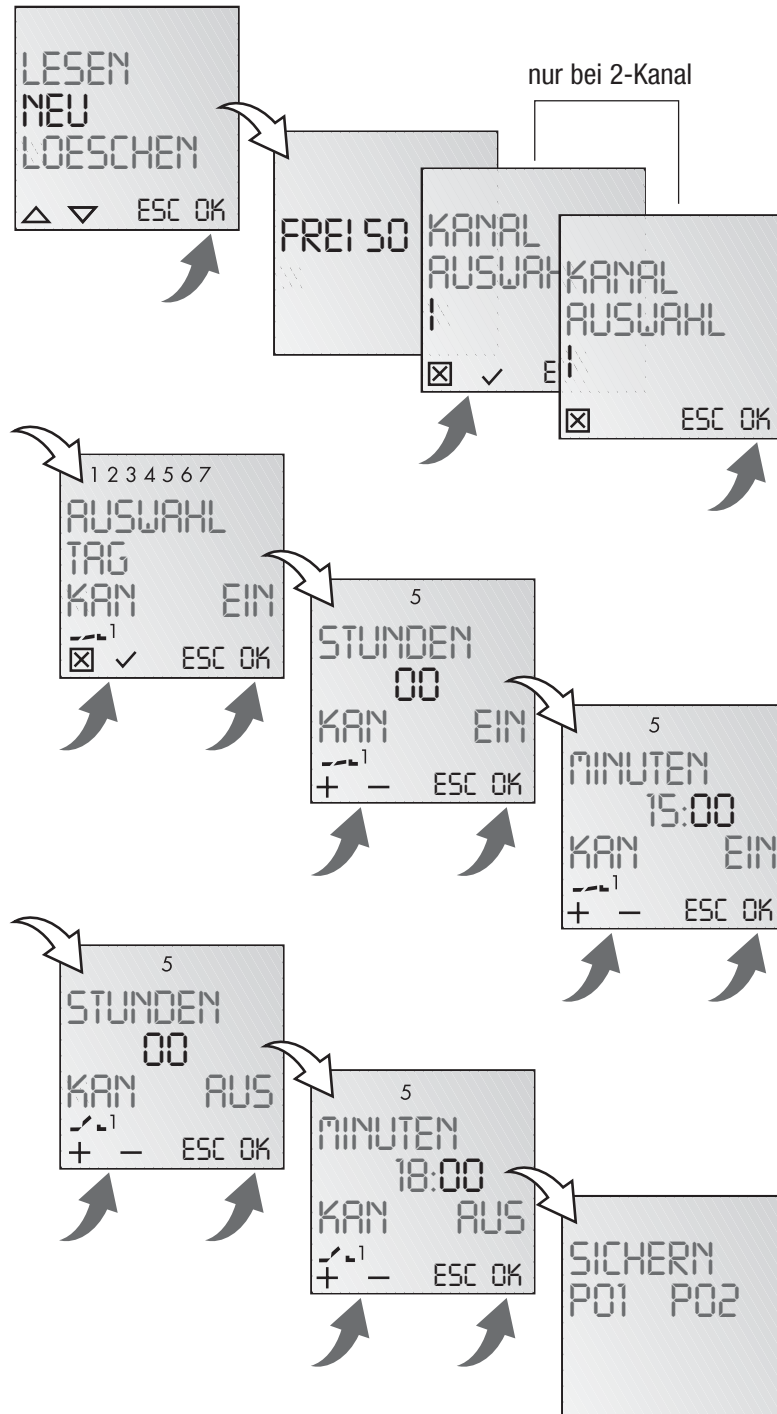 LESEN
NEU
LOESCHEN
ESC OK
nur bei 2-Kanal
FREI 50
KANAL
AUSWAH
1
E
KANAL
AUSWAHL
1
ESC OK
1 2 3 4 5 6 7
AUSWAHL
TAG
KAN EIN
1
ESC OK
5
STUNDEN
00
KAN EIN
1
+ − ESC OK
5
MINUTEN
15:00
KAN EIN
1
+ − ESC OK
5
STUNDEN
00
KAN AUS
1
+ − ESC OK
5
MINUTEN
18:00
KAN AUS
1
+ − ESC OK
SICHERN
P01 P02